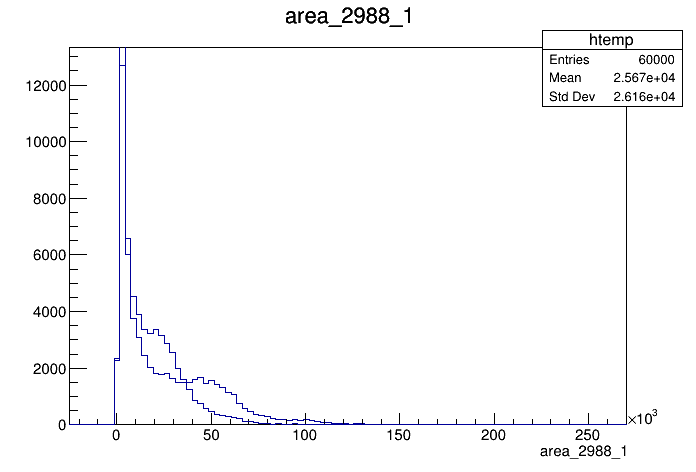 area_2988_1
htemp
Entries 60000
Mean 2.567e+04
Std Dev 2.616e+04
12000
10000
8000
6000
4000
2000
0
0 50 100 150 200 250 ×10³
area_2988_1